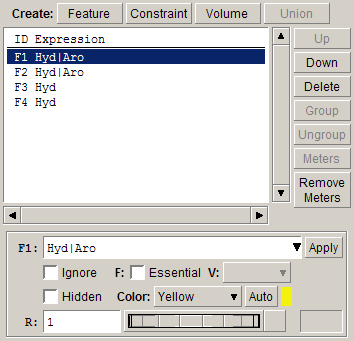 Create: Feature Constraint Volume Union
ID Expression
F1 Hyd|Aro
F2 Hyd|Aro
F3 Hyd
F4 Hyd
Up
Down
Delete
Group
Ungroup
Meters
Remove
Meters
F1: Hyd|Aro Apply
Ignore F: Essential V:
Hidden Color: Yellow Auto
R: 1